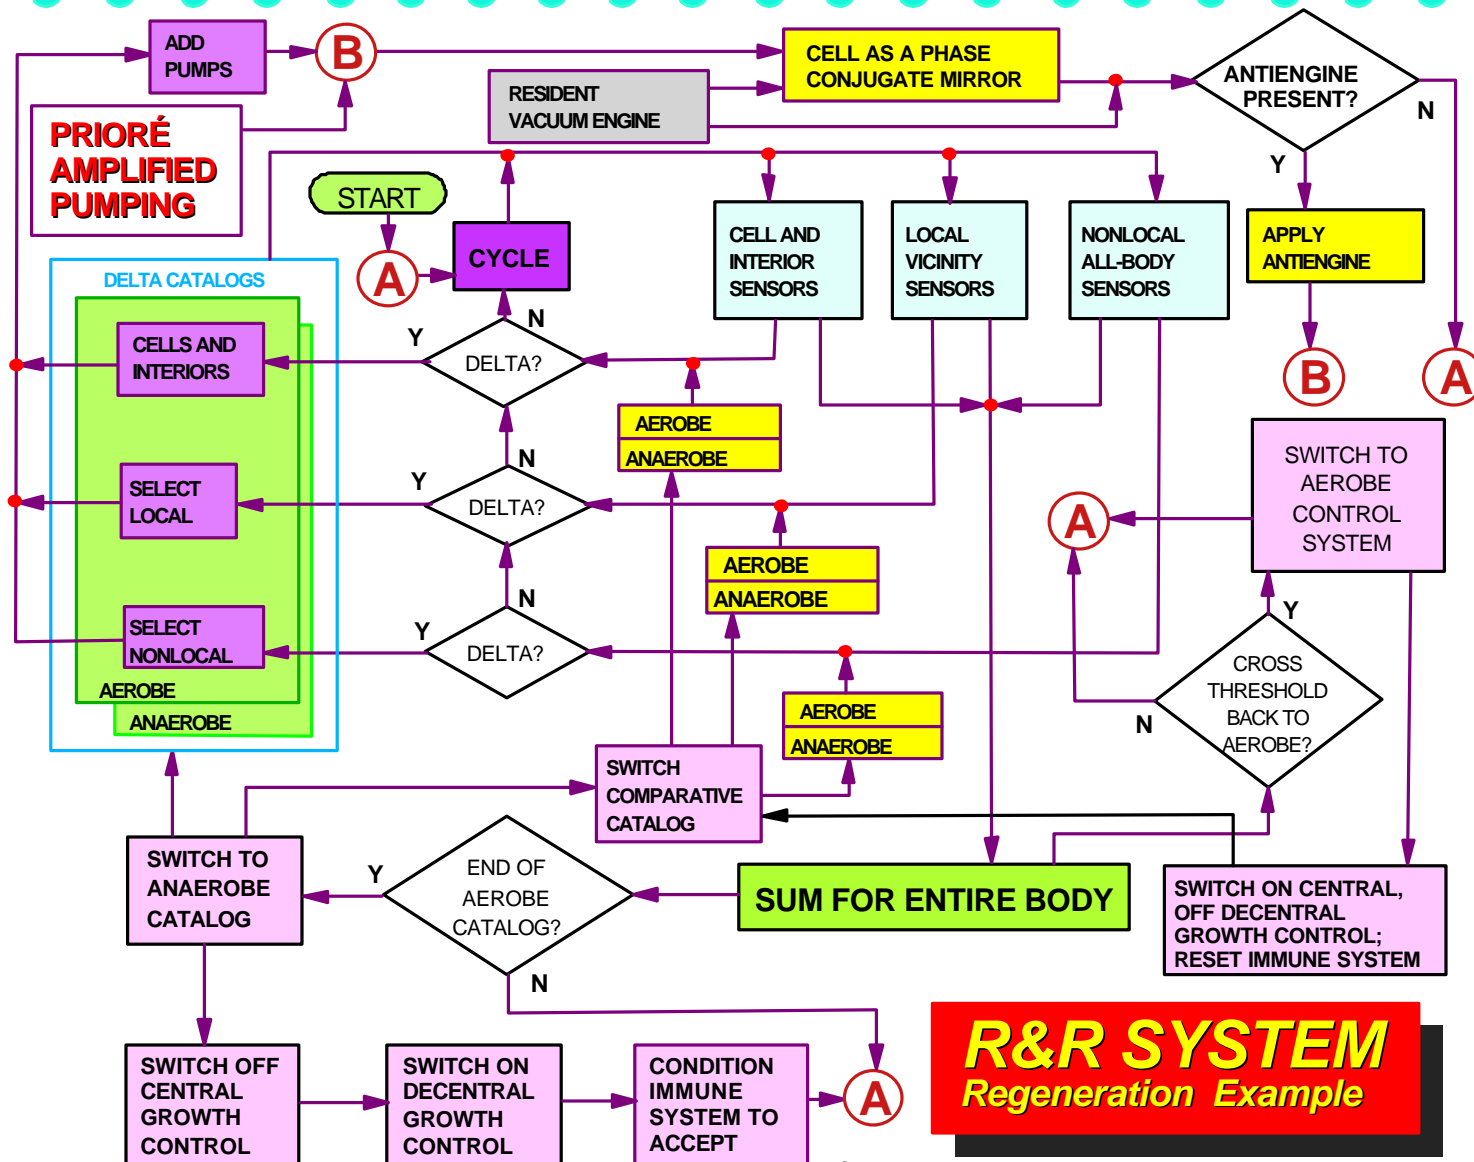 ADD
PUMPS
B
CELL AS A PHASE
CONJUGATE MIRROR
ANTIENGINE
PRESENT?
N
Y
RESIDENT
VACUUM ENGINE
PRIORÉ
AMPLIFIED
PUMPING
START
A
CYCLE
CELL AND
INTERIOR
SENSORS
LOCAL
VICINITY
SENSORS
NONLOCAL
ALL-BODY
SENSORS
APPLY
ANTIENGINE
B
A
DELTA CATALOGS
CELLS AND
INTERIORS
Y
N
DELTA?
AEROBE
ANAEROBE
SELECT
LOCAL
Y
N
DELTA?
AEROBE
ANAEROBE
SELECT
NONLOCAL
Y
N
DELTA?
AEROBE
ANAEROBE
AEROBE
ANAEROBE
A
SWITCH TO
AEROBE
CONTROL
SYSTEM
Y
CROSS
THRESHOLD
BACK TO
AEROBE?
N
SWITCH
COMPARATIVE
CATALOG
SWITCH TO
ANAEROBE
CATALOG
Y
END OF
AEROBE
CATALOG?
N
SUM FOR ENTIRE BODY
SWITCH ON CENTRAL,
OFF DECENTRAL
GROWTH CONTROL;
RESET IMMUNE SYSTEM
SWITCH OFF
CENTRAL
GROWTH
CONTROL
SWITCH ON
DECENTRAL
GROWTH
CONTROL
CONDITION
IMMUNE
SYSTEM TO
ACCEPT
A
R&R SYSTEM
Regeneration Example